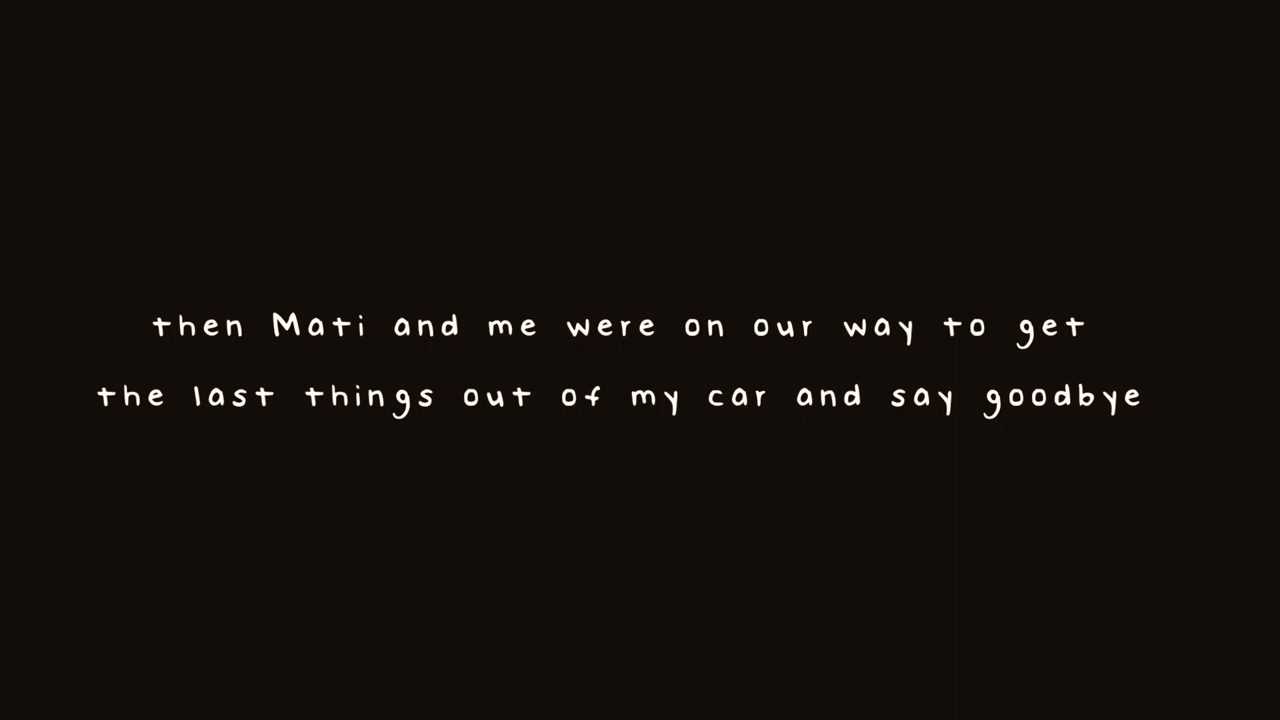 then Mati and me were on our way to get
the last things out of my car and say goodbye